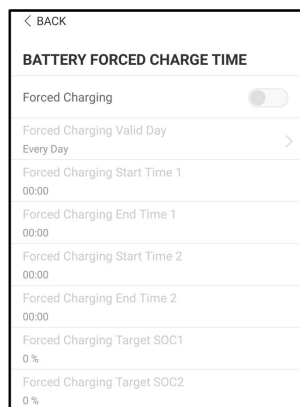 < BACK
BATTERY FORCED CHARGE TIME
Forced Charging
Forced Charging Valid Day
Every Day
Forced Charging Start Time 1
00:00
Forced Charging End Time 1
00:00
Forced Charging Start Time 2
00:00
Forced Charging End Time 2
00:00
Forced Charging Target SOC1
0 %
Forced Charging Target SOC2
0 %